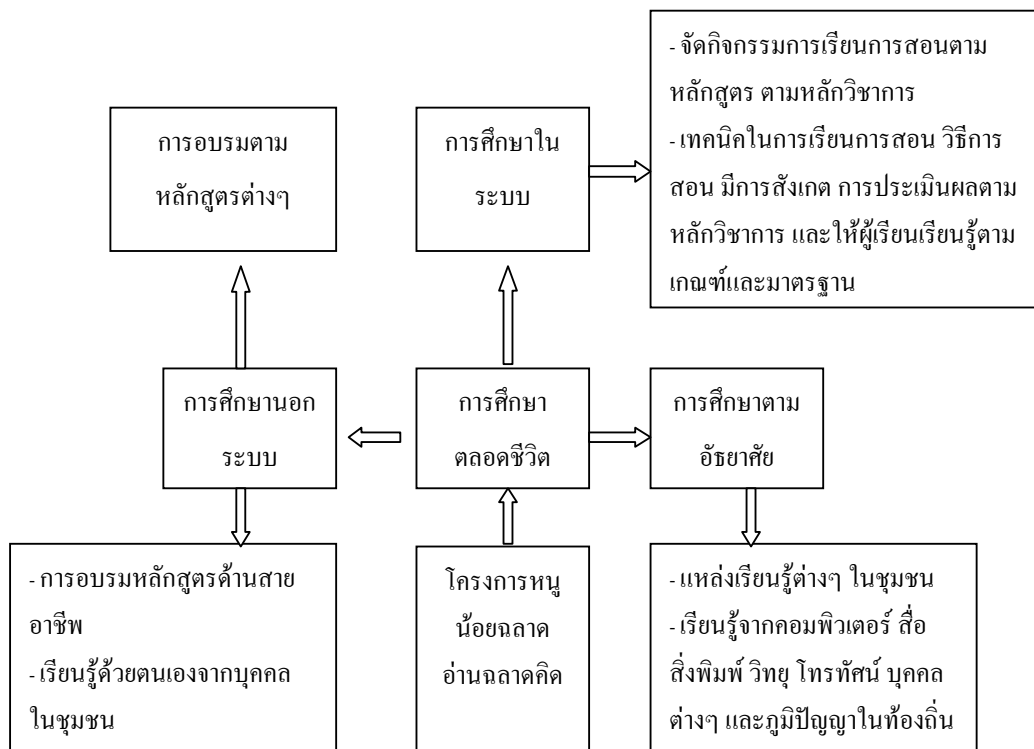 การอบรมตาม
หลักสูตรต่างๆ
การศึกษาใน
ระบบ
- จัดกิจกรรมการเรียนการสอนตาม
หลักสูตร ตามหลักวิชาการ
- เทคนิคในการเรียนการสอน วิธีการ
สอน มีการสังเกต การประเมินผลตาม
หลักวิชาการ และให้ผู้เรียนเรียนรู้ตาม
เกณฑ์และมาตรฐาน
การศึกษานอก
ระบบ
การศึกษา
ตลอดชีวิต
การศึกษาตาม
อัธยาศัย
- การอบรมหลักสูตรด้านสาย
อาชีพ
- เรียนรู้ด้วยตนเองจากบุคคล
ในชุมชน
โครงการหนู
น้อยฉลาด
อ่านฉลาดคิด
- แหล่งเรียนรู้ต่างๆ ในชุมชน
- เรียนรู้จากคอมพิวเตอร์ สื่อ
สิ่งพิมพ์ วิทยุ โทรทัศน์ บุคคล
ต่างๆ และภูมิปัญญาในท้องถิ่น